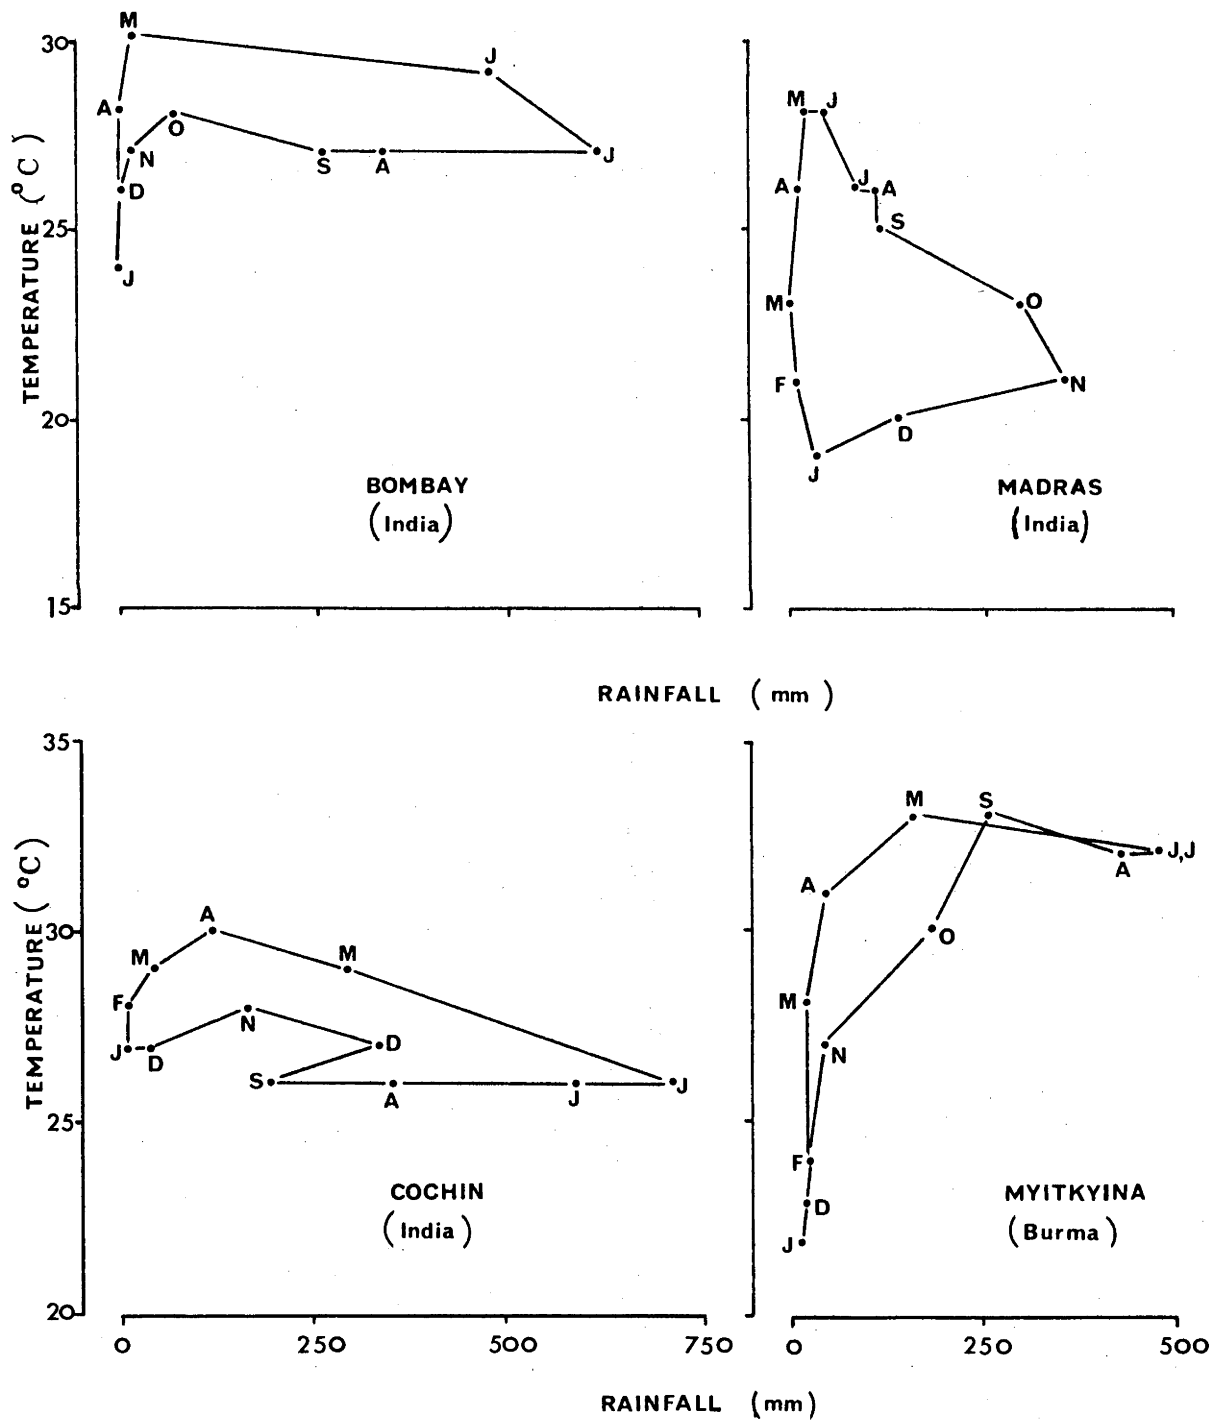 M
30
J
M J
A
O
N
S A J
D
J A
A
S
25
J
M
O
F
N
20
D
J
TEMPERATURE (°C)
BOMBAY
(India)
MADRAS
(India)
15
RAINFALL (mm)
35
M
S
J,J
A
A
A
30
M
M
O
F
M
N
D
J
D
N
S
A
J
J
25
F
D
J
TEMPERATURE (°C)
COCHIN
(India)
MYITKYINA
(Burma)
20
0 250 500 750
0 250 500
RAINFALL (mm)